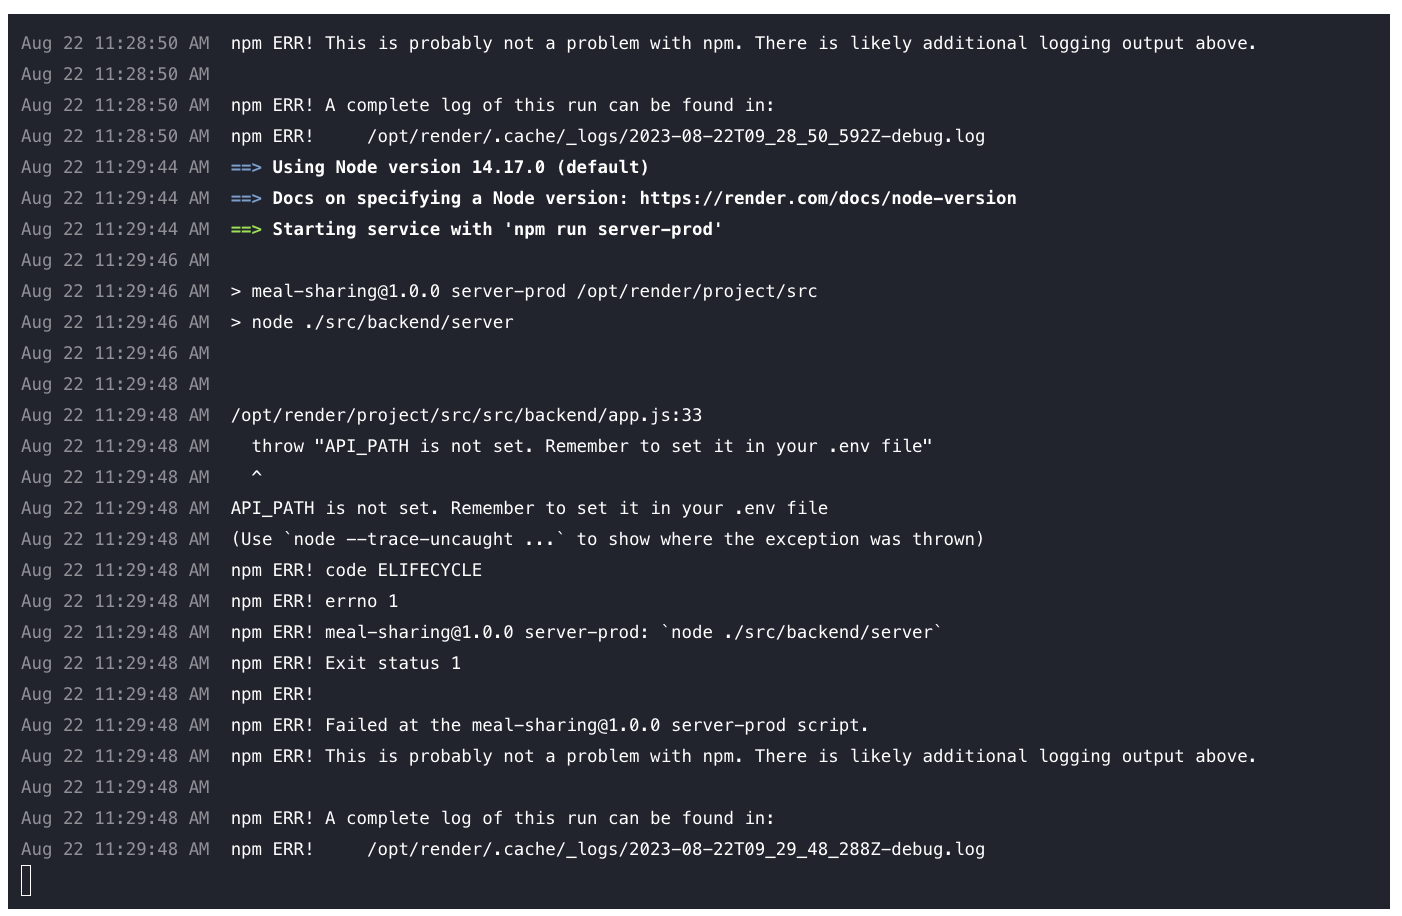 Aug 22 11:28:50 AM  npm ERR! This is probably not a problem with npm. There is likely additional logging output above.
Aug 22 11:28:50 AM
Aug 22 11:28:50 AM  npm ERR! A complete log of this run can be found in:
Aug 22 11:28:50 AM  npm ERR!     /opt/render/.cache/_logs/2023-08-22T09_28_50_592Z-debug.log
Aug 22 11:29:44 AM  ==> Using Node version 14.17.0 (default)
Aug 22 11:29:44 AM  ==> Docs on specifying a Node version: https://render.com/docs/node-version
Aug 22 11:29:44 AM  ==> Starting service with 'npm run server-prod'
Aug 22 11:29:46 AM
Aug 22 11:29:46 AM  > meal-sharing@1.0.0 server-prod /opt/render/project/src
Aug 22 11:29:46 AM  > node ./src/backend/server
Aug 22 11:29:46 AM
Aug 22 11:29:48 AM
Aug 22 11:29:48 AM  /opt/render/project/src/src/backend/app.js:33
Aug 22 11:29:48 AM    throw "API_PATH is not set. Remember to set it in your .env file"
Aug 22 11:29:48 AM    ^
Aug 22 11:29:48 AM  API_PATH is not set. Remember to set it in your .env file
Aug 22 11:29:48 AM  (Use `node --trace-uncaught ...` to show where the exception was thrown)
Aug 22 11:29:48 AM  npm ERR! code ELIFECYCLE
Aug 22 11:29:48 AM  npm ERR! errno 1
Aug 22 11:29:48 AM  npm ERR! meal-sharing@1.0.0 server-prod: `node ./src/backend/server`
Aug 22 11:29:48 AM  npm ERR! Exit status 1
Aug 22 11:29:48 AM  npm ERR!
Aug 22 11:29:48 AM  npm ERR! Failed at the meal-sharing@1.0.0 server-prod script.
Aug 22 11:29:48 AM  npm ERR! This is probably not a problem with npm. There is likely additional logging output above.
Aug 22 11:29:48 AM
Aug 22 11:29:48 AM  npm ERR! A complete log of this run can be found in:
Aug 22 11:29:48 AM  npm ERR!     /opt/render/.cache/_logs/2023-08-22T09_29_48_288Z-debug.log